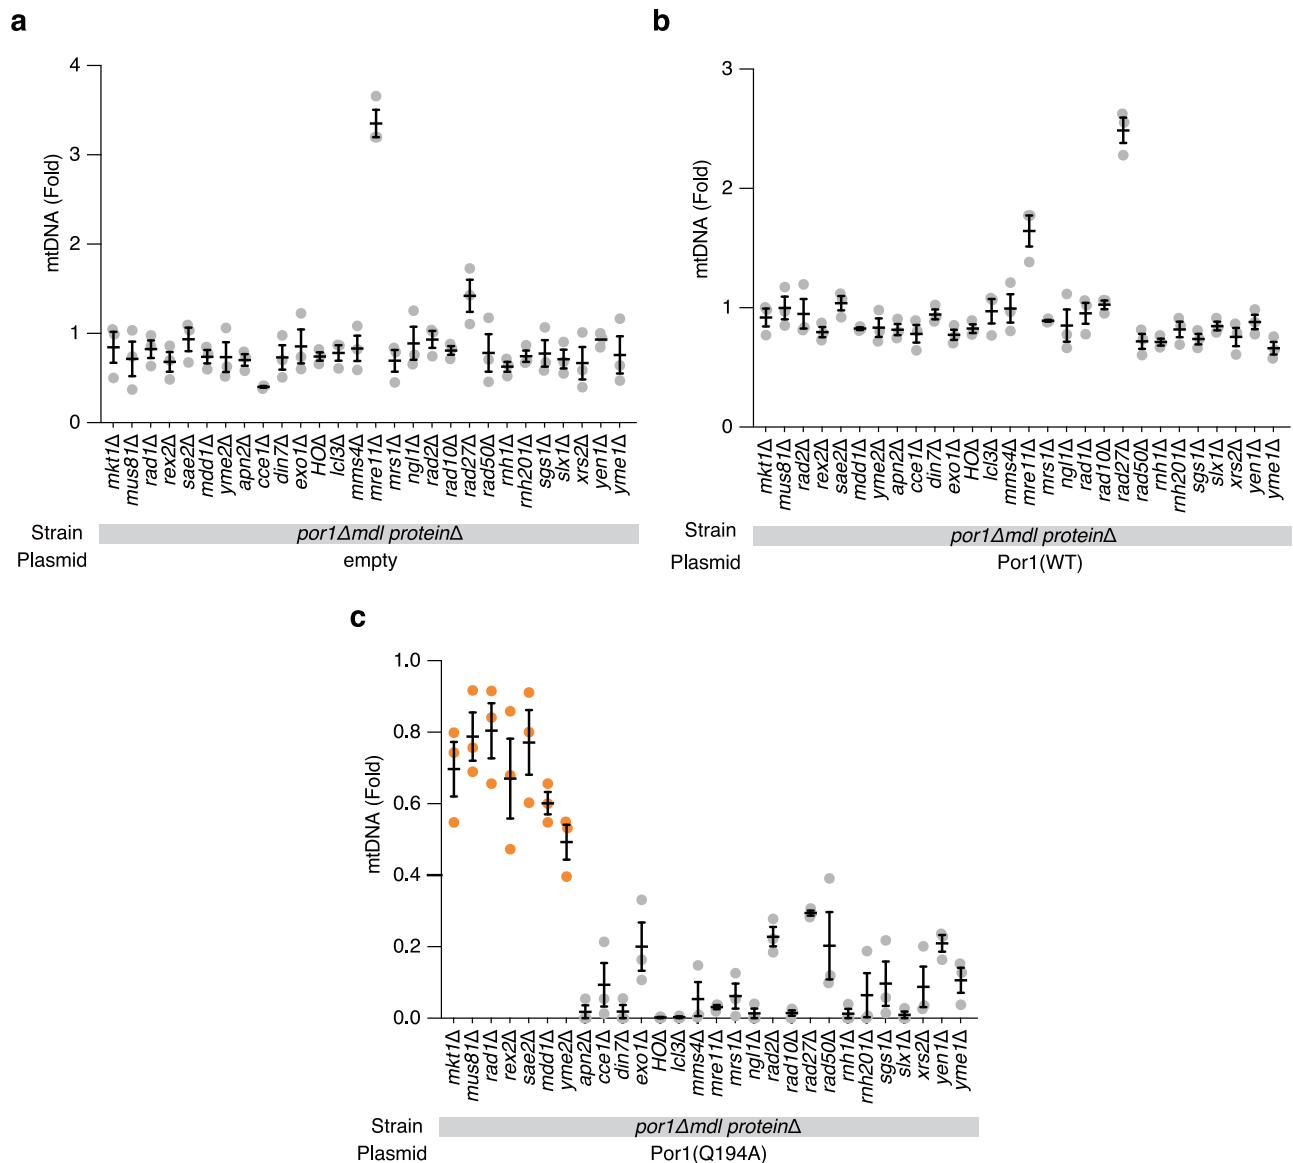 a
4
3
2
1
0
mtDNA (Fold)
mkt1Δ mus81Δ rad1Δ rex2Δ sae2Δ mdd1Δ yme2Δ apn2Δ cce1Δ din7Δ exo1Δ HOΔ lcl3Δ mms4Δ mre11Δ mrs1Δ ngl1Δ rad2Δ rad10Δ rad27Δ rad50Δ rnh1Δ rnh201Δ sgs1Δ slx1Δ xrs2Δ yen1Δ yme1Δ
Strain por1Δmdl proteinΔ
Plasmid empty
b
3
2
1
0
mtDNA (Fold)
mkt1Δ mus81Δ rad2Δ rex2Δ sae2Δ mdd1Δ yme2Δ apn2Δ cce1Δ din7Δ exo1Δ HOΔ lcl3Δ mms4Δ mre11Δ mrs1Δ ngl1Δ rad1Δ rad10Δ rad27Δ rad50Δ rnh1Δ rnh201Δ sgs1Δ slx1Δ xrs2Δ yen1Δ yme1Δ
Strain por1Δmdl proteinΔ
Plasmid Por1(WT)
c
1.0
0.8
0.6
0.4
0.2
0.0
mtDNA (Fold)
mkt1Δ mus81Δ rad1Δ rex2Δ sae2Δ mdd1Δ yme2Δ apn2Δ cce1Δ din7Δ exo1Δ HOΔ lcl3Δ mms4Δ mre11Δ mrs1Δ ngl1Δ rad2Δ rad10Δ rad27Δ rad50Δ rnh1Δ rnh201Δ sgs1Δ slx1Δ xrs2Δ yen1Δ yme1Δ
Strain por1Δmdl proteinΔ
Plasmid Por1(Q194A)